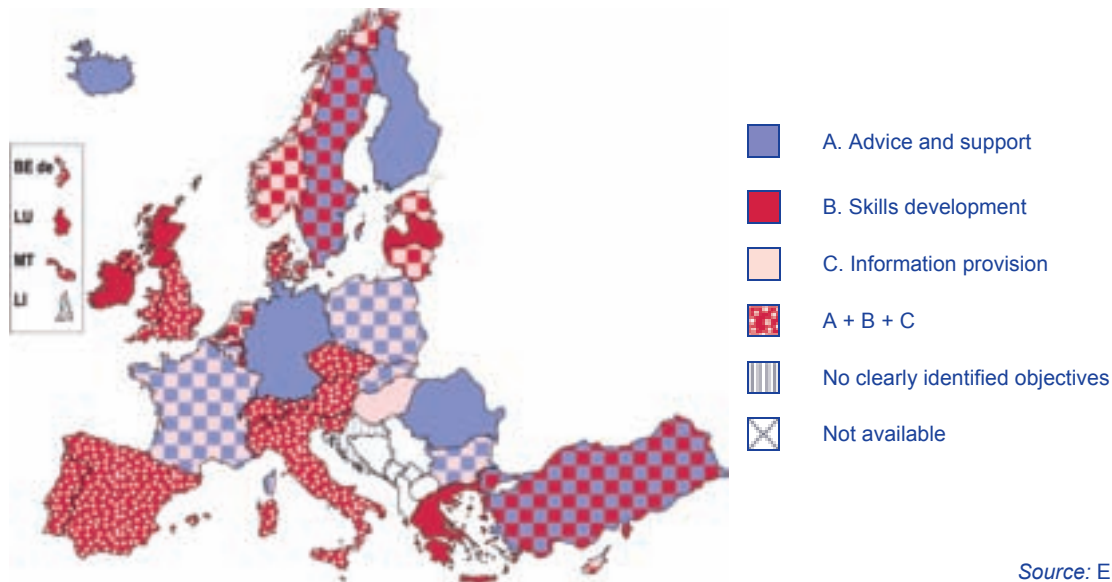 BE de
LU
MT
LI
A. Advice and support
B. Skills development
C. Information provision
A + B + C
No clearly identified objectives
Not available
Source: E